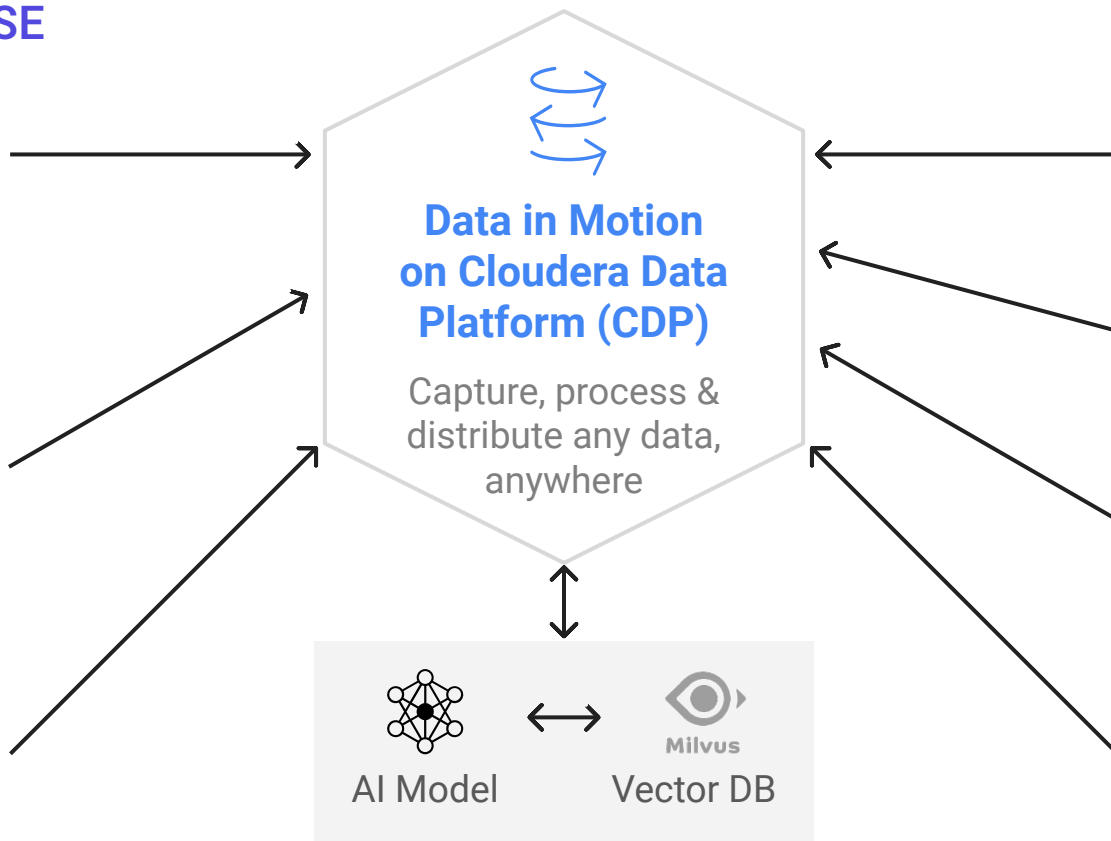 SE
Data in Motion
on Cloudera Data
Platform (CDP)
Capture, process &
distribute any data,
anywhere
Milvus
AI Model
Vector DB